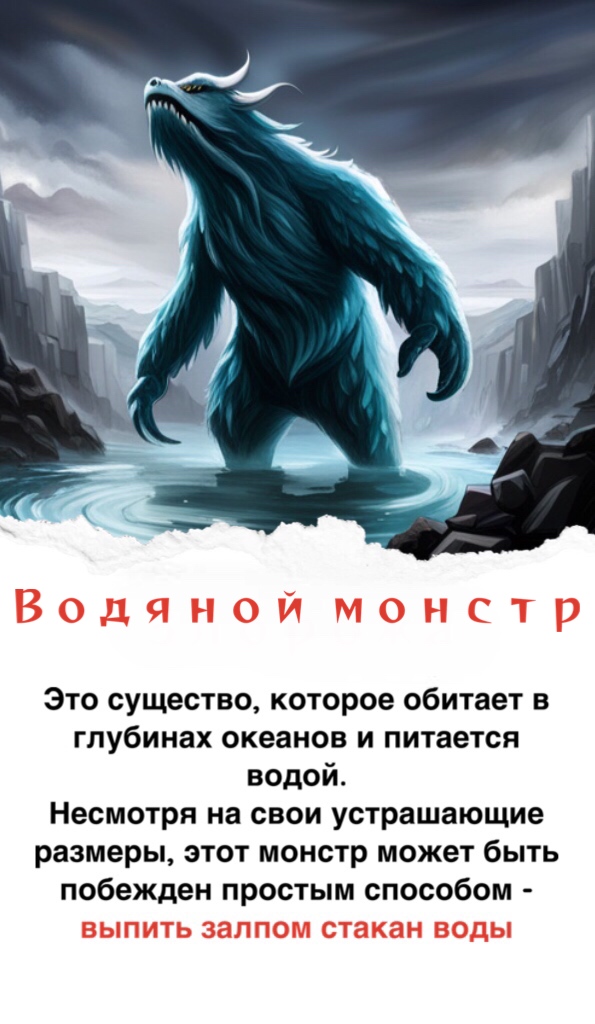 Водяной монстр
Это существо, которое обитает в
глубинах океанов и питается
водой.
Несмотря на свои устрашающие
размеры, этот монстр может быть
побежден простым способом -
выпить залпом стакан воды